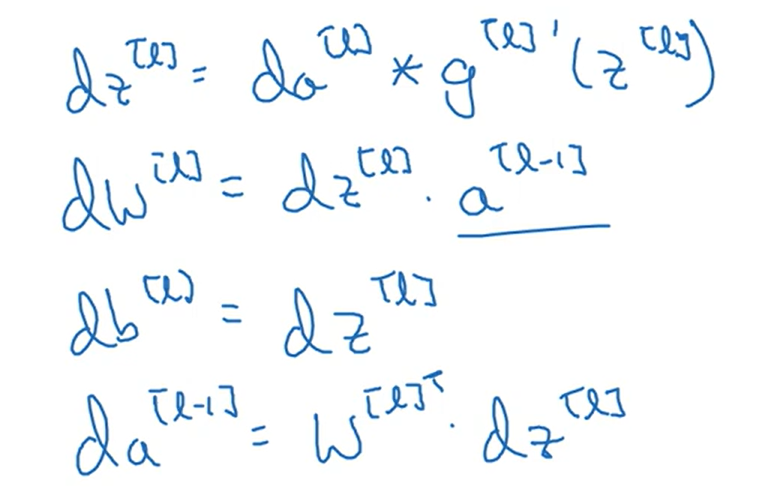 dz^[l] = da^[l] * g^[l]'(z^[l])
dw^[l] = dz^[l] · a^[l-1]
db^[l] = dz^[l]
da^[l-1] = w^[l]T · dz^[l]